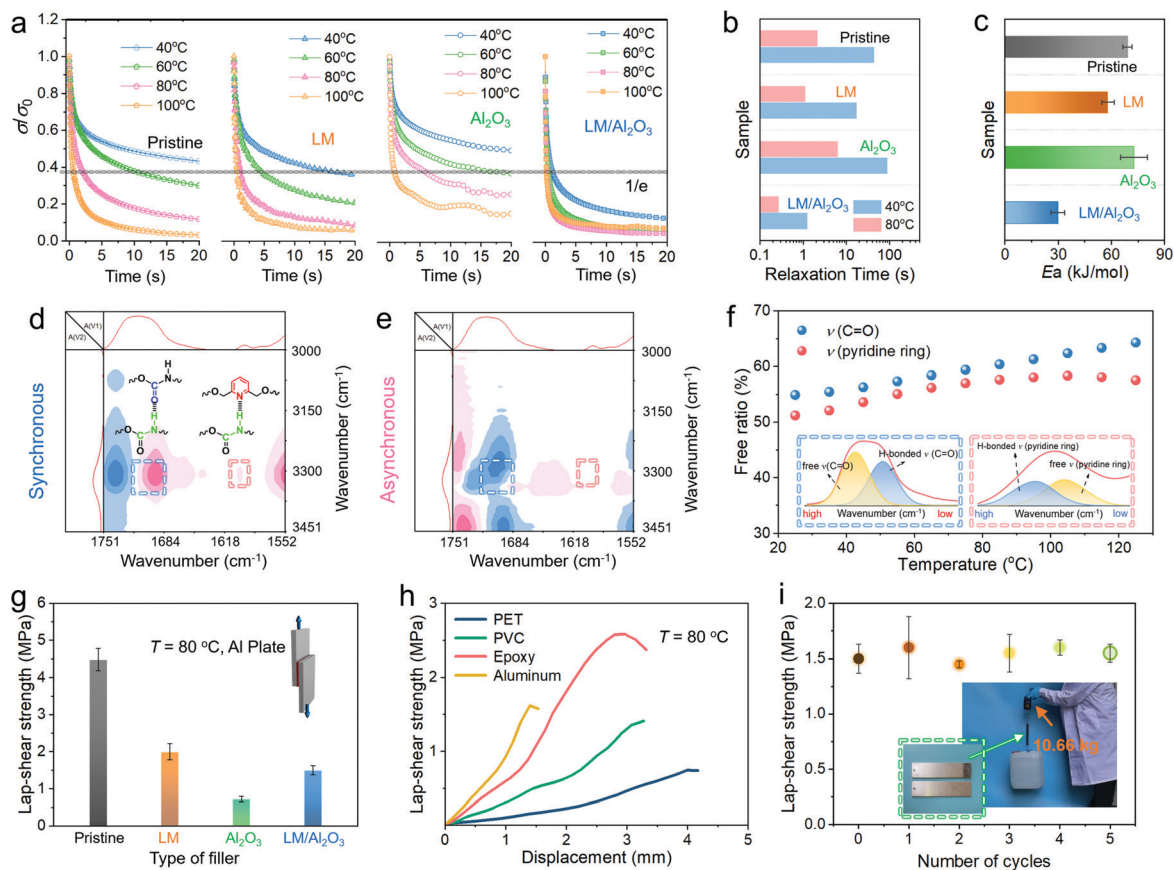 a
σ/σ0
1.2
1.0
0.8
0.6
0.4
0.2
0.0
40°C
60°C
80°C
100°C
Pristine
40°C
60°C
80°C
100°C
LM
40°C
60°C
80°C
100°C
Al2O3
40°C
60°C
80°C
100°C
LM/Al2O3
1/e
0 5 10 15 20
0 5 10 15 20
0 5 10 15 20
0 5 10 15 20
Time (s) Time (s) Time (s) Time (s)
b
Sample
Pristine
LM
Al2O3
LM/Al2O3
40°C
80°C
0.1 1 10 100
Relaxation Time (s)
c
Sample
Pristine
LM
Al2O3
LM/Al2O3
0 30 60 90
Ea (kJ/mol)
d
Synchronous
A(V1)
A(V2)
H
O N
O
H
O N
O
N
O O
H
O N
O
3000
3150
3300
3451
Wavenumber (cm-1)
1751 1684 1618 1552
Wavenumber (cm-1)
e
Asynchronous
A(V1)
A(V2)
3000
3150
3300
3451
Wavenumber (cm-1)
1751 1684 1618 1552
Wavenumber (cm-1)
f
Free ratio (%)
70
60
50
40
30
ν (C=O)
ν (pyridine ring)
H-bonded ν (C=O)
free ν(C=O)
high Wavenumber (cm-1) low
H-bonded ν (pyridine ring)
free ν (pyridine ring)
high Wavenumber (cm-1) low
20 40 60 80 100 120
Temperature (°C)
g
Lap-shear strength (MPa)
6
5
4
3
2
1
0
T = 80 °C, Al Plate
Pristine LM Al2O3 LM/Al2O3
Type of filler
h
Lap-shear strength (MPa)
3
2
1
0
PET
PVC
Epoxy
Aluminum
T = 80 °C
0 1 2 3 4 5
Displacement (mm)
i
Lap-shear strength (MPa)
2.0
1.5
1.0
0.5
0.0
10.66 kg
0 1 2 3 4 5
Number of cycles